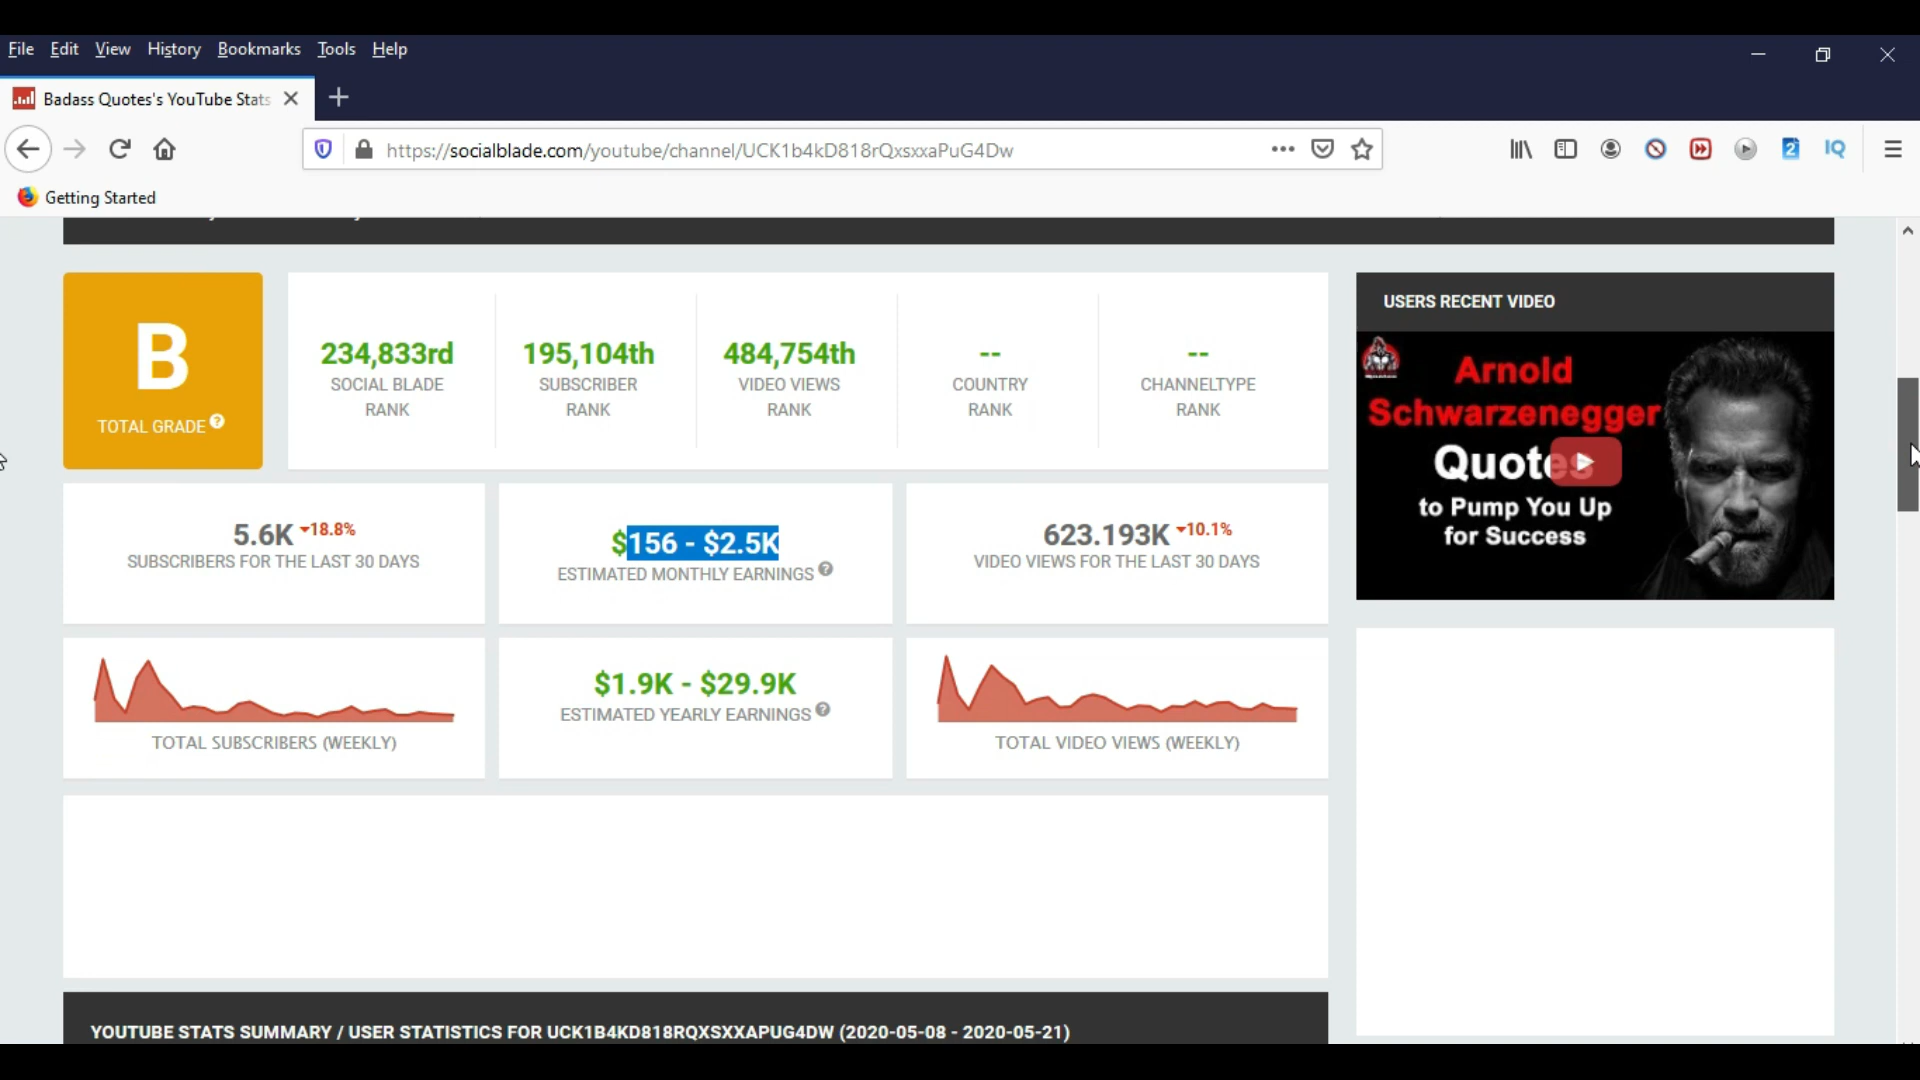 File Edit View History Bookmarks Tools Help
Badass Quotes's YouTube Stats
https://socialblade.com/youtube/channel/UCK1b4kD818rQxsxxaPuG4Dw
2
IQ
Getting Started
B
TOTAL GRADE ?
234,833rd
SOCIAL BLADE
RANK
195,104th
SUBSCRIBER
RANK
484,754th
VIDEO VIEWS
RANK
--
COUNTRY
RANK
--
CHANNELTYPE
RANK
USERS RECENT VIDEO
Arnold
Schwarzenegger
Quotes
to Pump You Up
for Success
5.6K 18.8%
SUBSCRIBERS FOR THE LAST 30 DAYS
$156 - $2.5K
ESTIMATED MONTHLY EARNINGS ?
623.193K 10.1%
VIDEO VIEWS FOR THE LAST 30 DAYS
TOTAL SUBSCRIBERS (WEEKLY)
$1.9K - $29.9K
ESTIMATED YEARLY EARNINGS ?
TOTAL VIDEO VIEWS (WEEKLY)
YOUTUBE STATS SUMMARY / USER STATISTICS FOR UCK1B4KD818RQXSXXAPUG4DW (2020-05-08 - 2020-05-21)